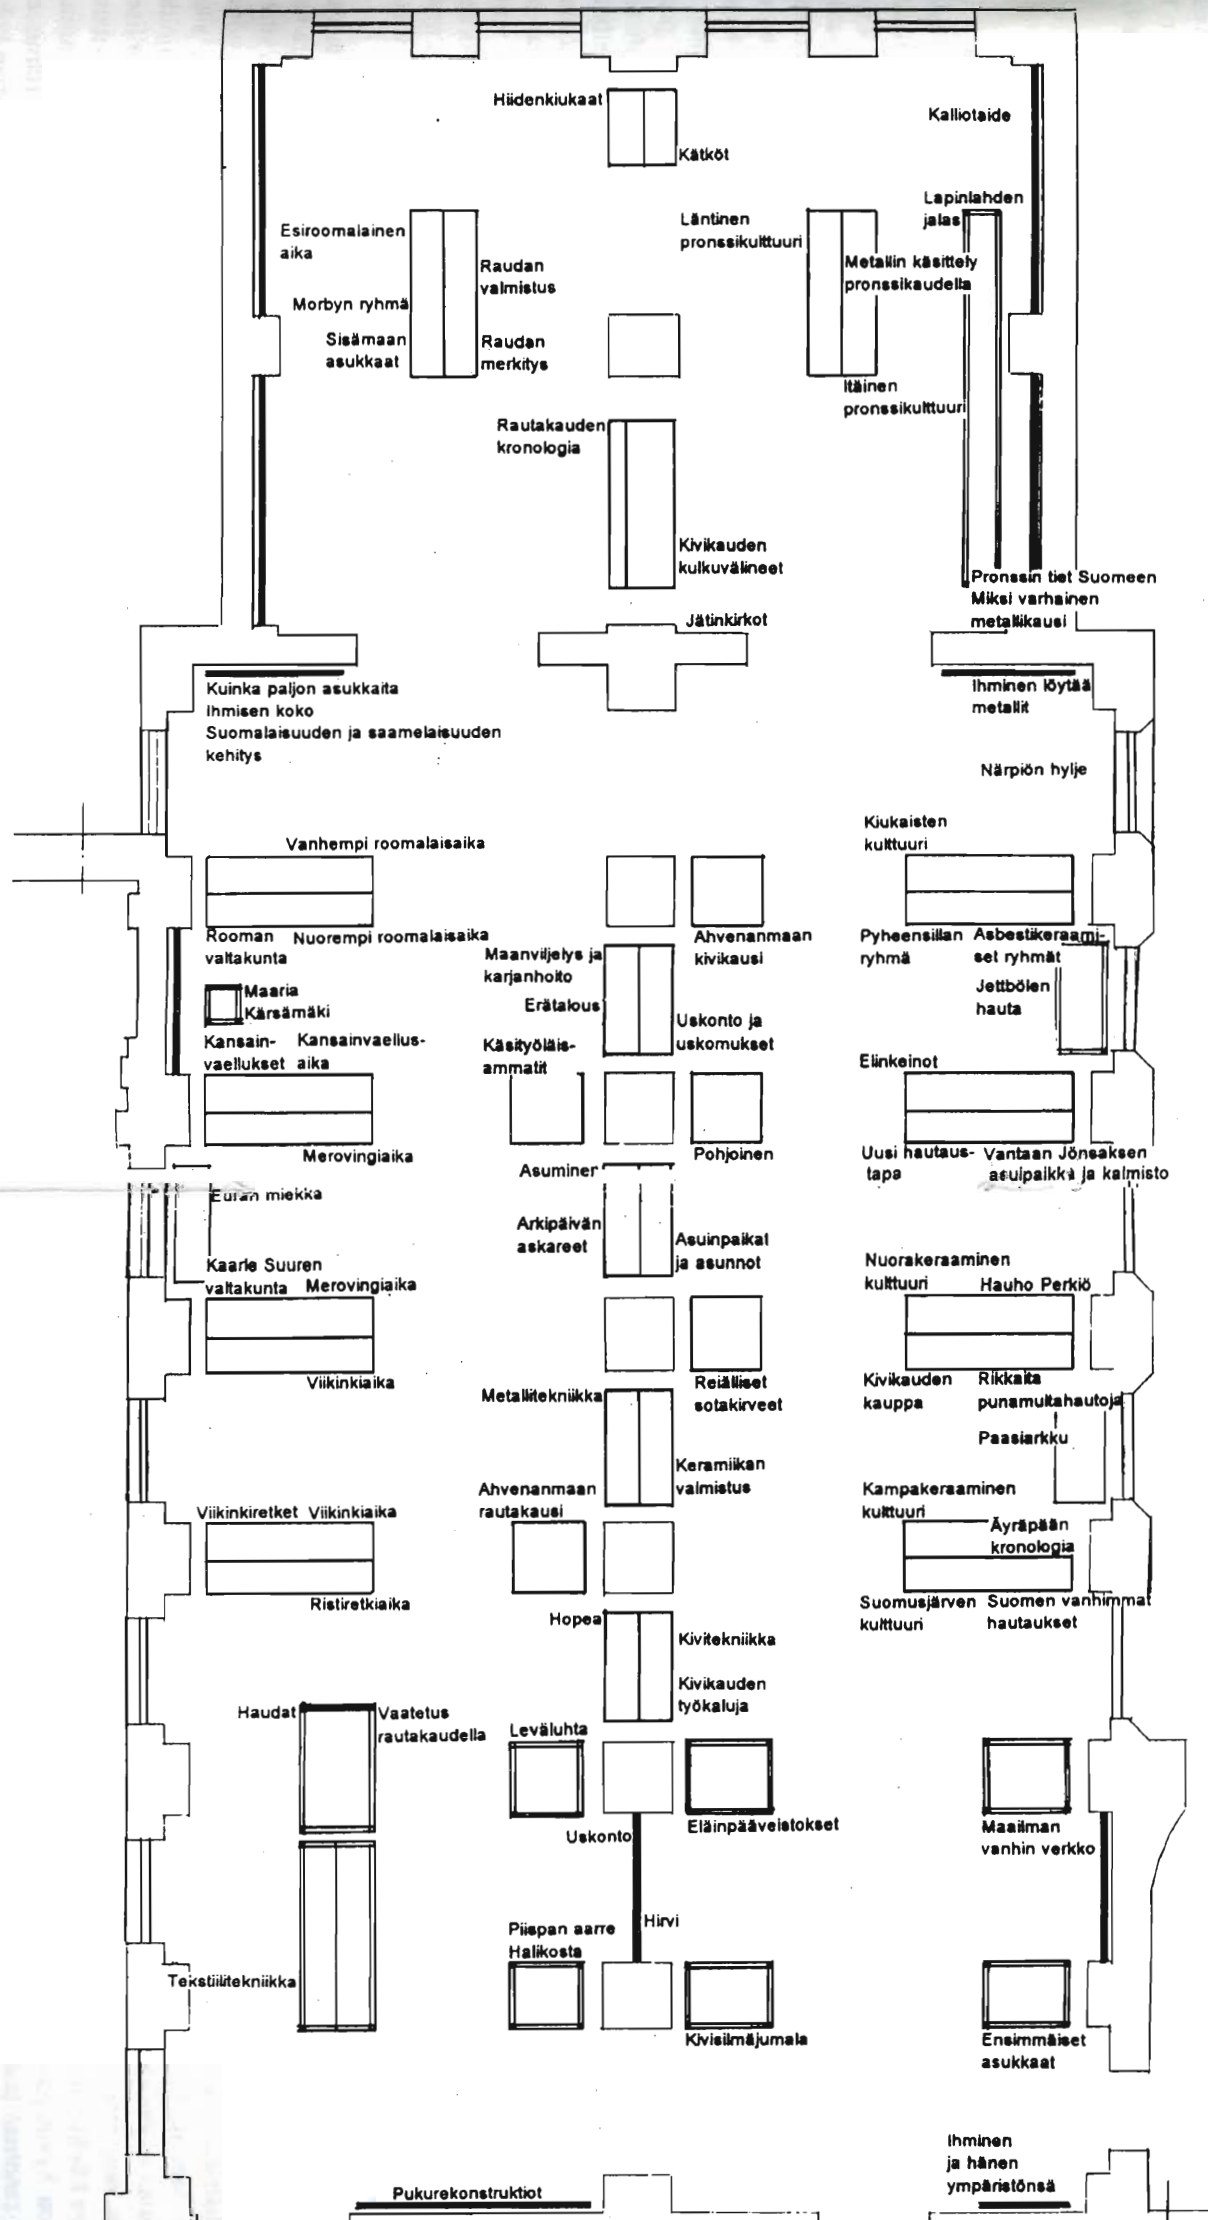 Hiidenkiukaat
Kätköt
Kalliotaide
Lapinlahden
jalas
Esiroomalainen
aika
Morbyn ryhmä
Sisämaan
asukkaat
Raudan
valmistus
Raudan
merkitys
Läntinen
pronssikulttuuri
Metallin käsittely
pronssikaudella
Itäinen
pronssikulttuuri
Rautakauden
kronologia
Kivikauden
kulkuvälineet
Jätinkirkot
Pronssin tiet Suomeen
Miksi varhainen
metallikausi
Kuinka paljon asukkaita
Ihmisen koko
Suomalaisuuden ja saamelaisuuden
kehitys
Ihminen löytää
metallit
Närpiön hylje
Vanhempi roomalaisaika
Kiukaisten
kulttuuri
Rooman
valtakunta
Nuorempi roomalaisaika
Maanviljelys ja
karjanhoito
Erätalous
Ahvenanmaan
kivikausi
Pyheensillan
ryhmä
Asbestikeraami-
set ryhmät
Maaria
Kärsämäki
Jettbölen
hauta
Uskonto ja
uskomukset
Kansain-
vaellukset
Kansainvaellus-
aika
Käsityöläis-
ammatit
Elinkeinot
Merovingiaika
Pohjoinen
Uusi hautaus-
tapa
Vantaan Jönsaksen
asuipaikka ja kalmisto
Asuminer
Euran miekka
Arkipäivän
askareet
Asuinpaikat
ja asunnot
Kaarle Suuren
valtakunta
Merovingiaika
Nuorakeraaminen
kulttuuri
Hauho Perkiö
Viikinkiaika
Metallitekniikka
Reiälliset
sotakirveet
Kivikauden
kauppa
Rikkaita
punamultahautoja
Paasiarkku
Keramiikan
valmistus
Ahvenanmaan
rautakausi
Kampakeraaminen
kulttuuri
Viikinkiretket
Viikinkiaika
Äyräpään
kronologia
Ristiretkiaika
Hopea
Suomusjärven
kulttuuri
Suomen vanhimmat
hautaukset
Kivitekniikka
Kivikauden
työkaluja
Haudat
Vaatetus
rautakaudella
Leväluhta
Uskonto
Eläinpääveistokset
Maailman
vanhin verkko
Hirvi
Piispan aarre
Halikosta
Tekstiilitekniikka
Kivisilmäjumala
Ensimmäiset
asukkaat
Ihminen
ja hänen
ympäristönsä
Pukurekonstruktiot